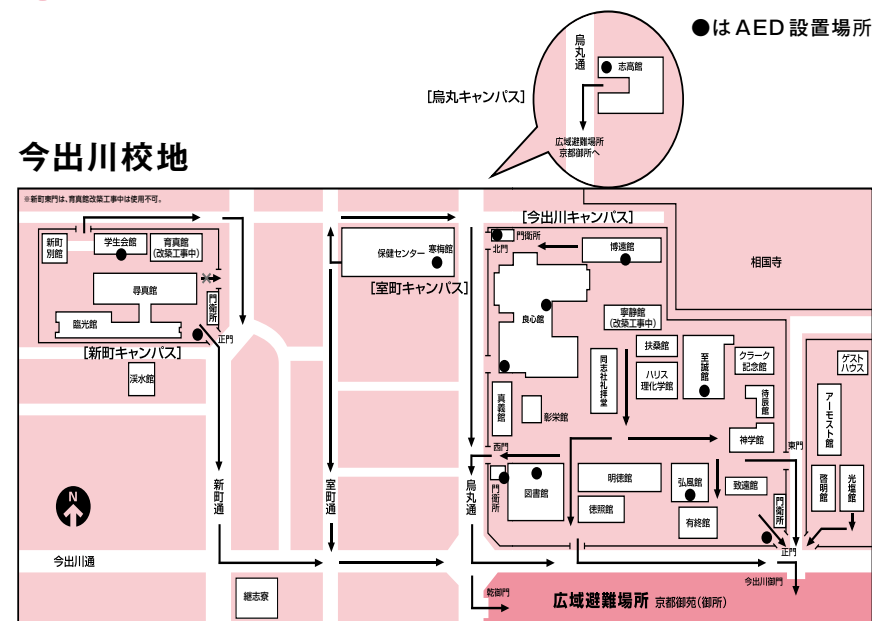 ●はAED設置場所
烏丸通
志高館
[烏丸キャンパス]
広域避難場所
京都御所へ
今出川校地
※新町東門は、育真館改築工事中は使用不可。
[今出川キャンパス]
新町
別館
学生会館
育真館
(改築工事中)
尋真館
臨光館
門衛所
正門
[新町キャンパス]
渓水館
保健センター
寒梅館
[室町キャンパス]
門衛所
北門
博遠館
相国寺
良心館
寧静館
(改築工事中)
扶桑館
同志社礼拝堂
ハリス
理化学館
至誠館
クラーク
記念館
ゲスト
ハウス
待辰館
アーモスト館
真義館
彰栄館
神学館
東門
西門
門衛所
図書館
明徳館
徳照館
弘風館
有終館
致遠館
門衛所
啓明館
光塩館
正門
N
新町通
室町通
烏丸通
今出川通
今出川御門
継志寮
乾御門
広域避難場所 京都御苑(御所)